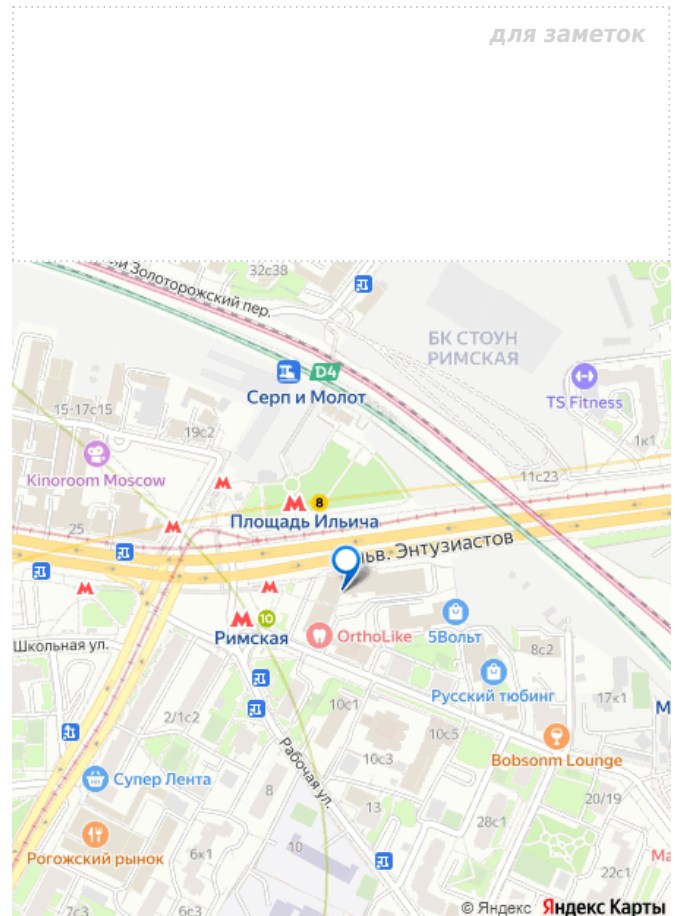 для заметок
ий Золоторожский пер.
32с38
БК СТОУН
РИМСКАЯ
D4
Серп и Молот
TS Fitness
15-17с15
19с2
1к1
Kinoroom Moscow
11с23
8
Площадь Ильича
25
ьв. Энтузиастов
10
Римская
OrthoLike
5Вольт
Школьная ул.
8с2
Русский тюбинг
17к1
М
10с1
2/1с2
10с5
Bobsonm Lounge
Рабочая ул.
10с3
Супер Лента
8
13
20/19
28с1
Рогожский рынок
6к1
10
Ма
22с1
7с3
6с3
© Яндекс Яндекс Карты